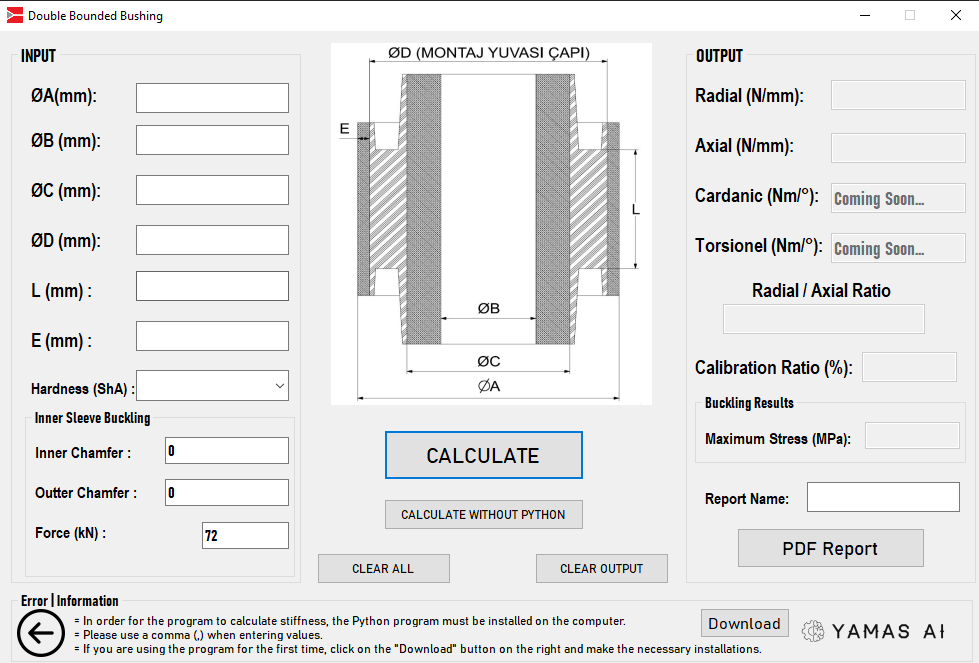 Double Bounded Bushing
INPUT
ØA(mm):
ØB (mm):
ØC (mm):
ØD (mm):
L (mm) :
E (mm) :
Hardness (ShA) :
Inner Sleeve Buckling
Inner Chamfer :
0
Outter Chamfer :
0
Force (kN) :
72
ØD (MONTAJ YUVASI ÇAPI)
E
L
ØB
ØC
ØA
CALCULATE
CALCULATE WITHOUT PYTHON
CLEAR ALL
CLEAR OUTPUT
OUTPUT
Radial (N/mm):
Axial (N/mm):
Cardanic (Nm/°):
Coming Soon...
Torsionel (Nm/°):
Coming Soon...
Radial / Axial Ratio
Calibration Ratio (%):
Buckling Results
Maximum Stress (MPa):
Report Name:
PDF Report
Error | Information
= In order for the program to calculate stiffness, the Python program must be installed on the computer.
= Please use a comma (,) when entering values.
= If you are using the program for the first time, click on the "Download" button on the right and make the necessary installations.
Download
YAMAS AI